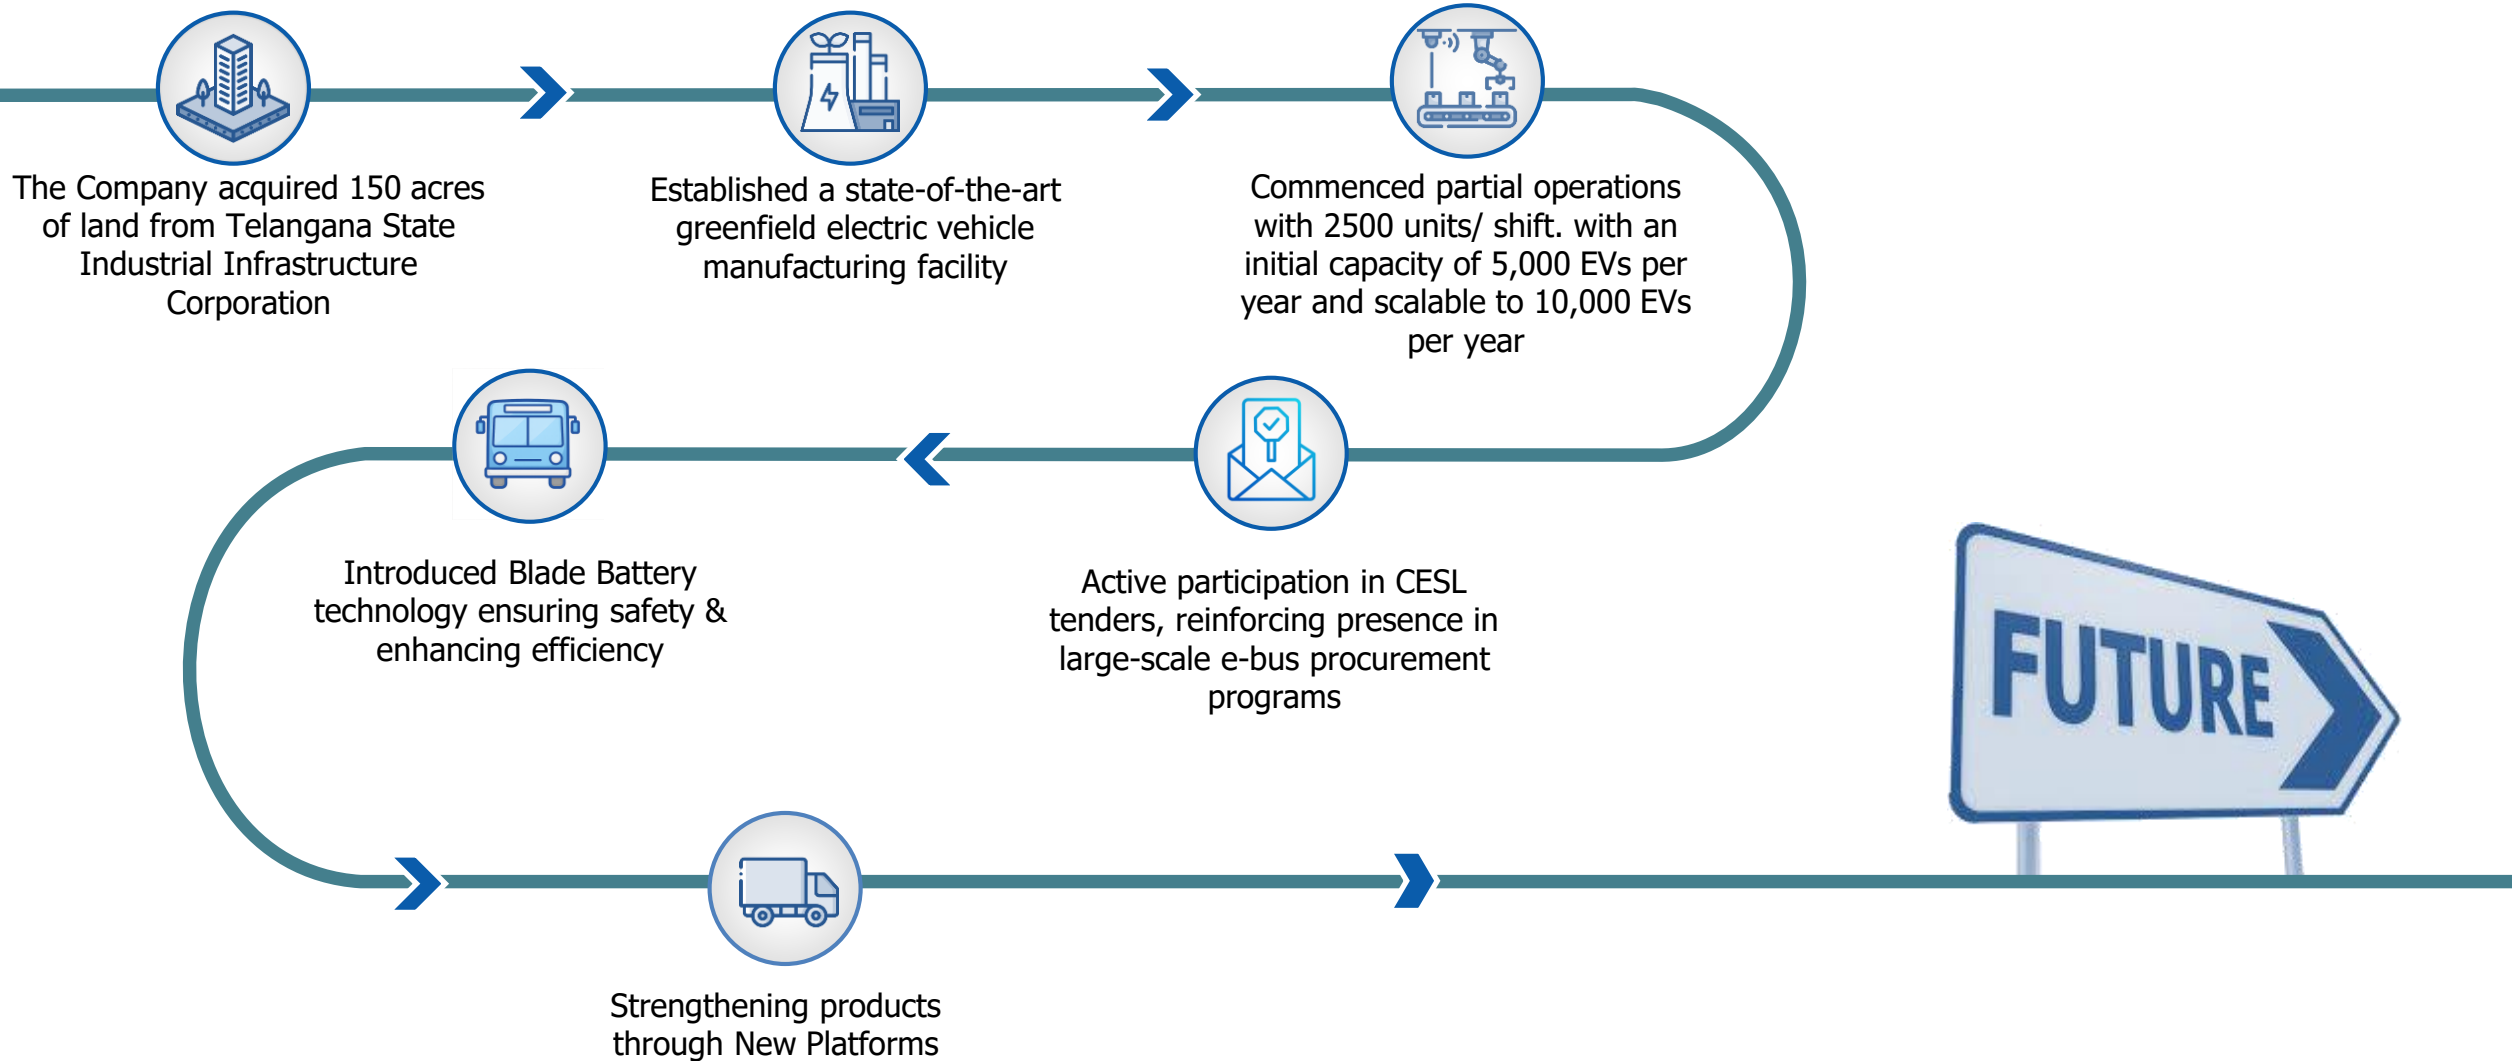 The Company acquired 150 acres
of land from Telangana State
Industrial Infrastructure
Corporation
Established a state-of-the-art
greenfield electric vehicle
manufacturing facility
Commenced partial operations
with 2500 units/ shift. with an
initial capacity of 5,000 EVs per
year and scalable to 10,000 EVs
per year
Active participation in CESL
tenders, reinforcing presence in
large-scale e-bus procurement
programs
Introduced Blade Battery
technology ensuring safety &
enhancing efficiency
Strengthening products
through New Platforms
FUTURE